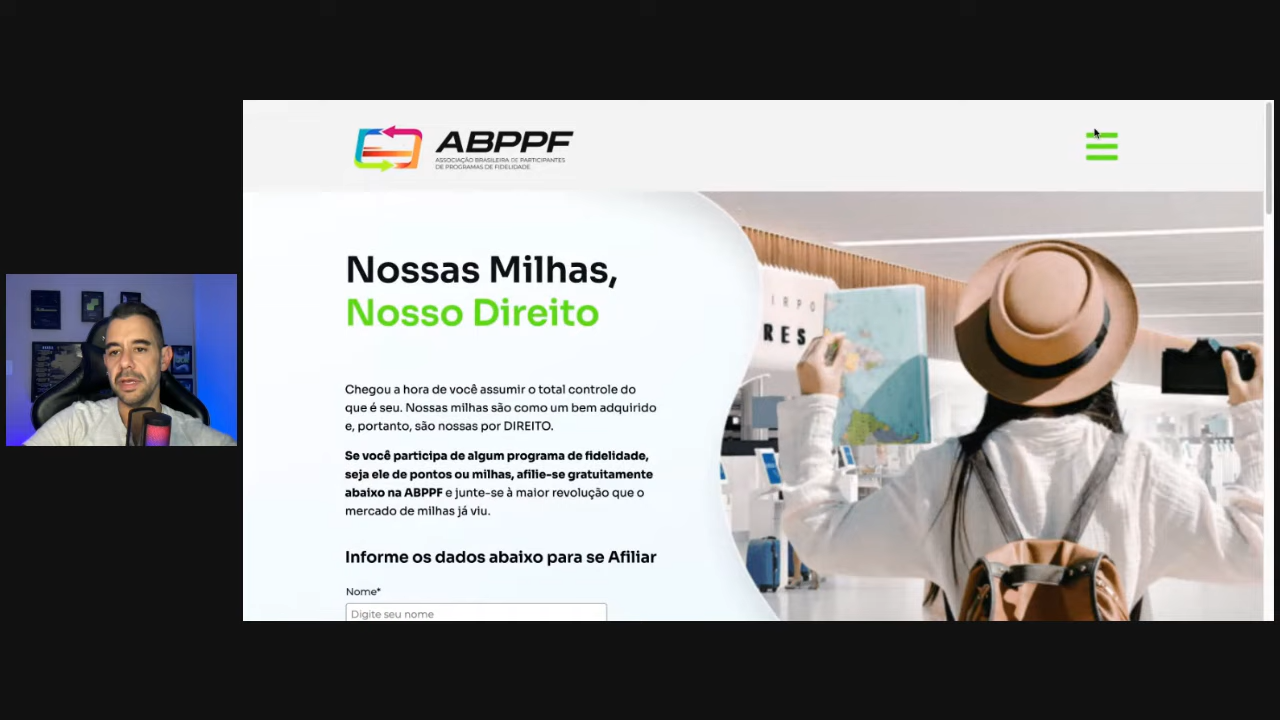 ABPPF
ASSOCIAÇÃO BRASILEIRA DE PARTICIPANTES
DE PROGRAMAS DE FIDELIDADE
Nossas Milhas,
Nosso Direito
IRPO
RES
Chegou a hora de você assumir o total controle do
que é seu. Nossas milhas são como um bem adquirido
e, portanto, são nossas por DIREITO.
Se você participa de algum programa de fidelidade,
seja ele de pontos ou milhas, afilie-se gratuitamente
abaixo na ABPPF e junte-se à maior revolução que o
mercado de milhas já viu.
Informe os dados abaixo para se Afiliar
Nome*
Digite seu nome